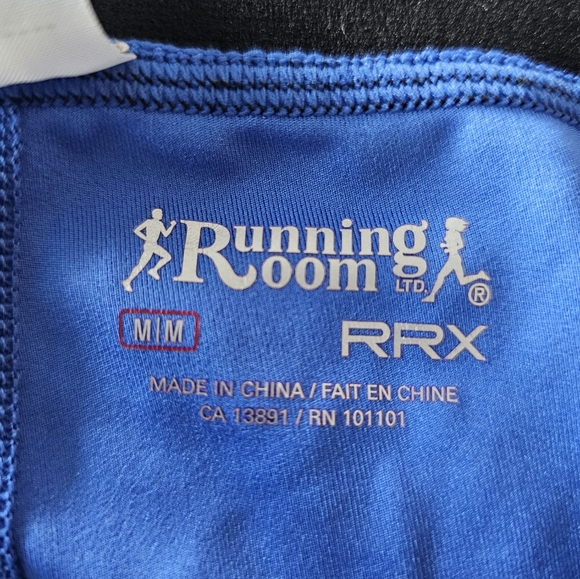 Running
Room LTD.®
M|M RRX
MADE IN CHINA / FAIT EN CHINE
CA 13891 / RN 101101